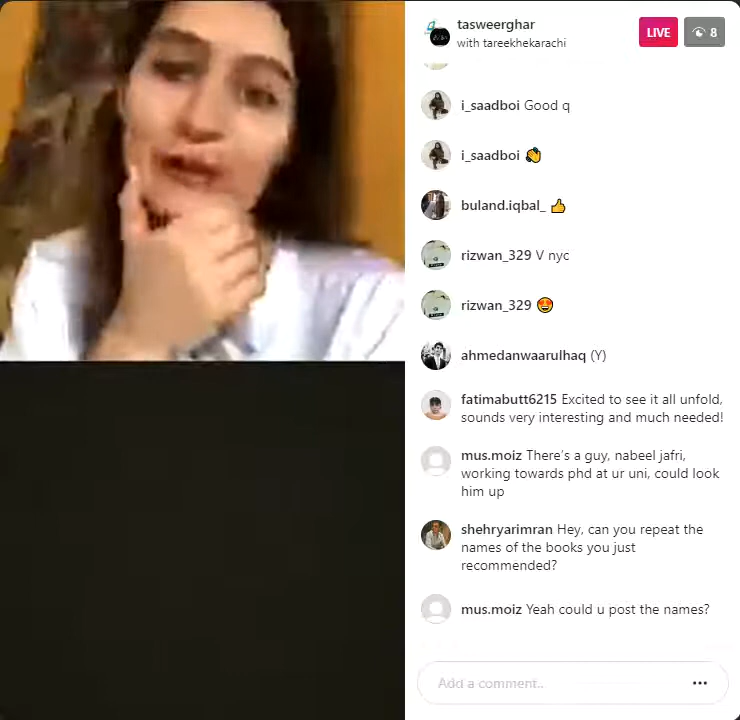 tasweerghar
with tareekhekarachi
LIVE
8
i_saadboi Good q
i_saadboi 👏
buland.iqbal_ 👍
rizwan_329 V nyc
rizwan_329 🤩
ahmedanwaarulhaq (Y)
fatimabutt6215 Excited to see it all unfold,
sounds very interesting and much needed!
mus.moiz There's a guy, nabeel jafri,
working towards phd at ur uni, could look
him up
shehryarimran Hey, can you repeat the
names of the books you just
recommended?
mus.moiz Yeah could u post the names?
Add a comment..